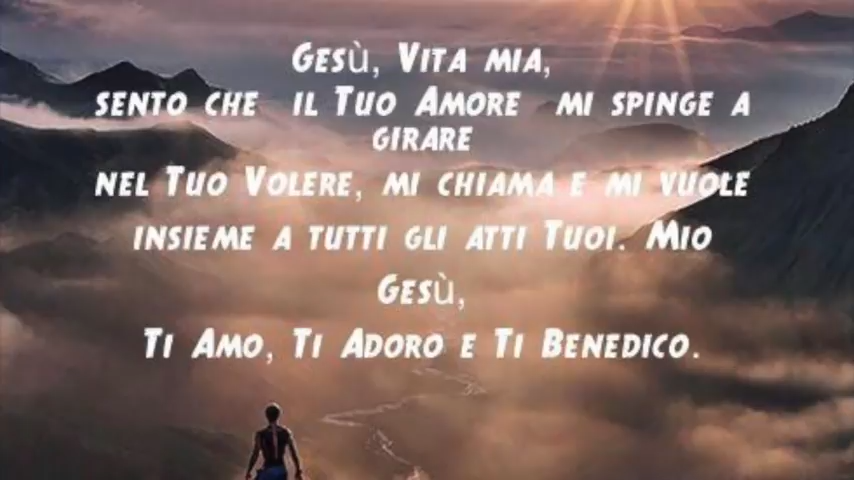 Gesù, Vita mia,
sento che il Tuo Amore mi spinge a
girare
nel Tuo Volere, mi chiama e mi vuole
insieme a tutti gli atti Tuoi. Mio
Gesù,
Ti Amo, Ti Adoro e Ti Benedico.